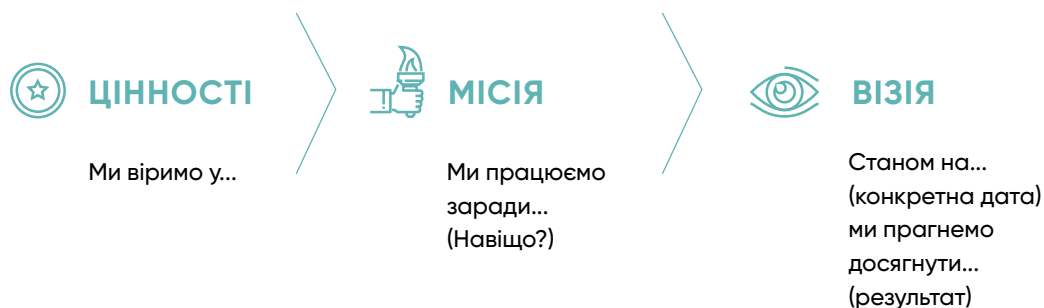 ЦІННОСТІ
Ми віримо у...
МІСІЯ
Ми працюємо
заради...
(Навіщо?)
ВІЗІЯ
Станом на...
(конкретна дата)
ми прагнемо
досягнути...
(результат)